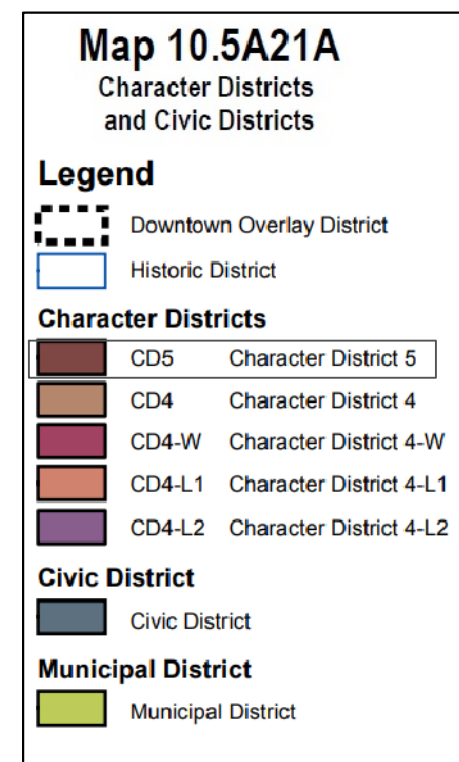 Map 10.5A21A
Character Districts
and Civic Districts
Legend
Downtown Overlay District
Historic District
Character Districts
CD5 Character District 5
CD4 Character District 4
CD4-W Character District 4-W
CD4-L1 Character District 4-L1
CD4-L2 Character District 4-L2
Civic District
Civic District
Municipal District
Municipal District